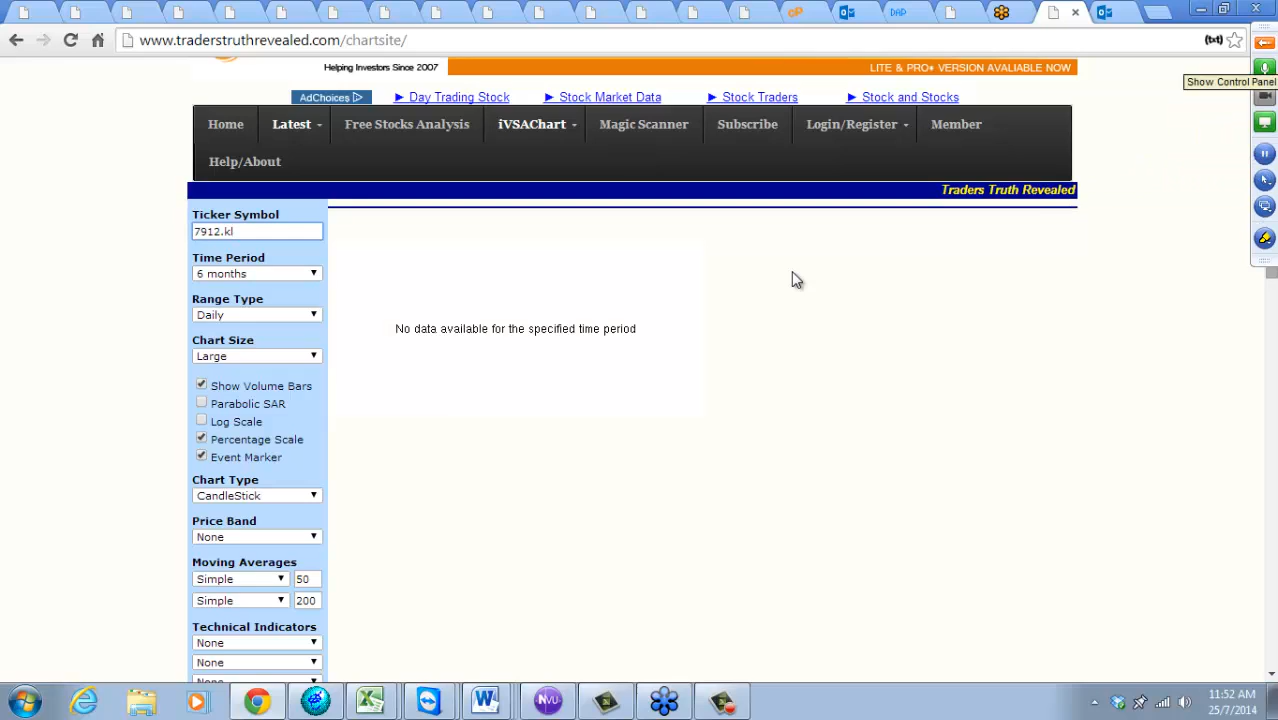 www.traderstruthrevealed.com/chartsite/
Helping Investors Since 2007
LITE & PRO+ VERSION AVALIABLE NOW
Show Control Panel
AdChoices
► Day Trading Stock
► Stock Market Data
► Stock Traders
► Stock and Stocks
Home
Latest
Free Stocks Analysis
iVSAChart
Magic Scanner
Subscribe
Login/Register
Member
Help/About
Traders Truth Revealed
Ticker Symbol
7912.kl
Time Period
6 months
Range Type
Daily
Chart Size
Large
Show Volume Bars
Parabolic SAR
Log Scale
Percentage Scale
Event Marker
Chart Type
CandleStick
Price Band
None
Moving Averages
Simple 50
Simple 200
Technical Indicators
None
None
No data available for the specified time period
11:52 AM
25/7/2014